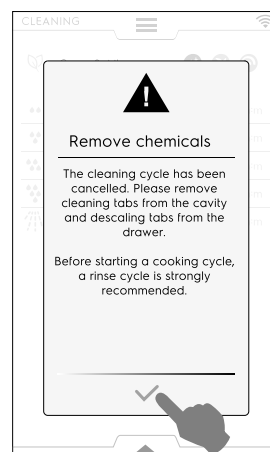 CLEANING
Remove chemicals
The cleaning cycle has been
cancelled. Please remove
cleaning tabs from the cavity
and descaling tabs from the
drawer.
Before starting a cooking cycle,
a rinse cycle is strongly
recommended.